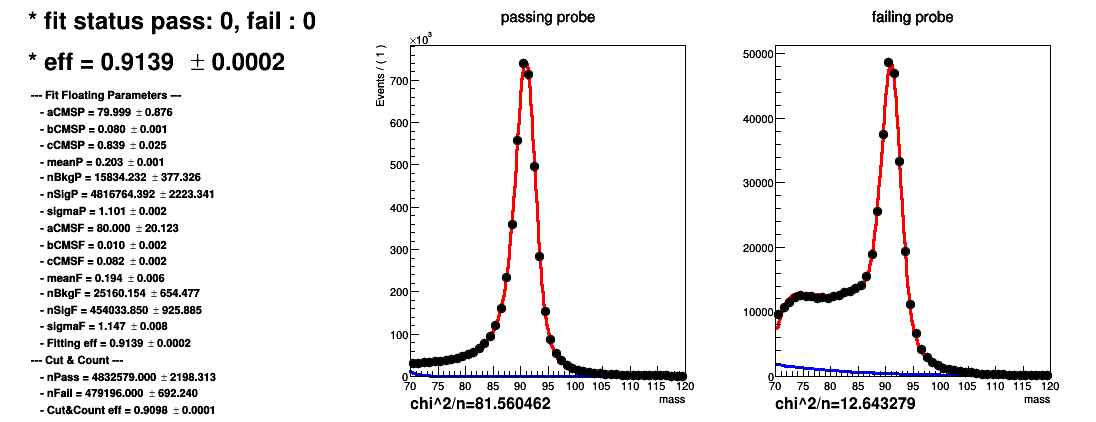 * fit status pass: 0, fail : 0
* eff = 0.9139 ± 0.0002
--- Fit Floating Parameters ---
- aCMSP = 79.999 ± 0.876
- bCMSP = 0.080 ± 0.001
- cCMSP = 0.839 ± 0.025
- meanP = 0.203 ± 0.001
- nBkgP = 15834.232 ± 377.326
- nSigP = 4816764.392 ± 2223.341
- sigmaP = 1.101 ± 0.002
- aCMSF = 80.000 ± 20.123
- bCMSF = 0.010 ± 0.002
- cCMSF = 0.082 ± 0.002
- meanF = 0.194 ± 0.006
- nBkgF = 25160.154 ± 654.477
- nSigF = 454033.850 ± 925.885
- sigmaF = 1.147 ± 0.008
- Fitting eff = 0.9139 ± 0.0002
--- Cut & Count ---
- nPass = 4832579.000 ± 2198.313
- nFail = 479196.000 ± 692.240
- Cut&Count eff = 0.9098 ± 0.0001
passing probe
×10³
Events / ( 1 )
700
600
500
400
300
200
100
0
70 75 80 85 90 95 100 105 110 115 120
mass
chi^2/n=81.560462
failing probe
50000
40000
30000
20000
10000
0
70 75 80 85 90 95 100 105 110 115 120
mass
chi^2/n=12.643279